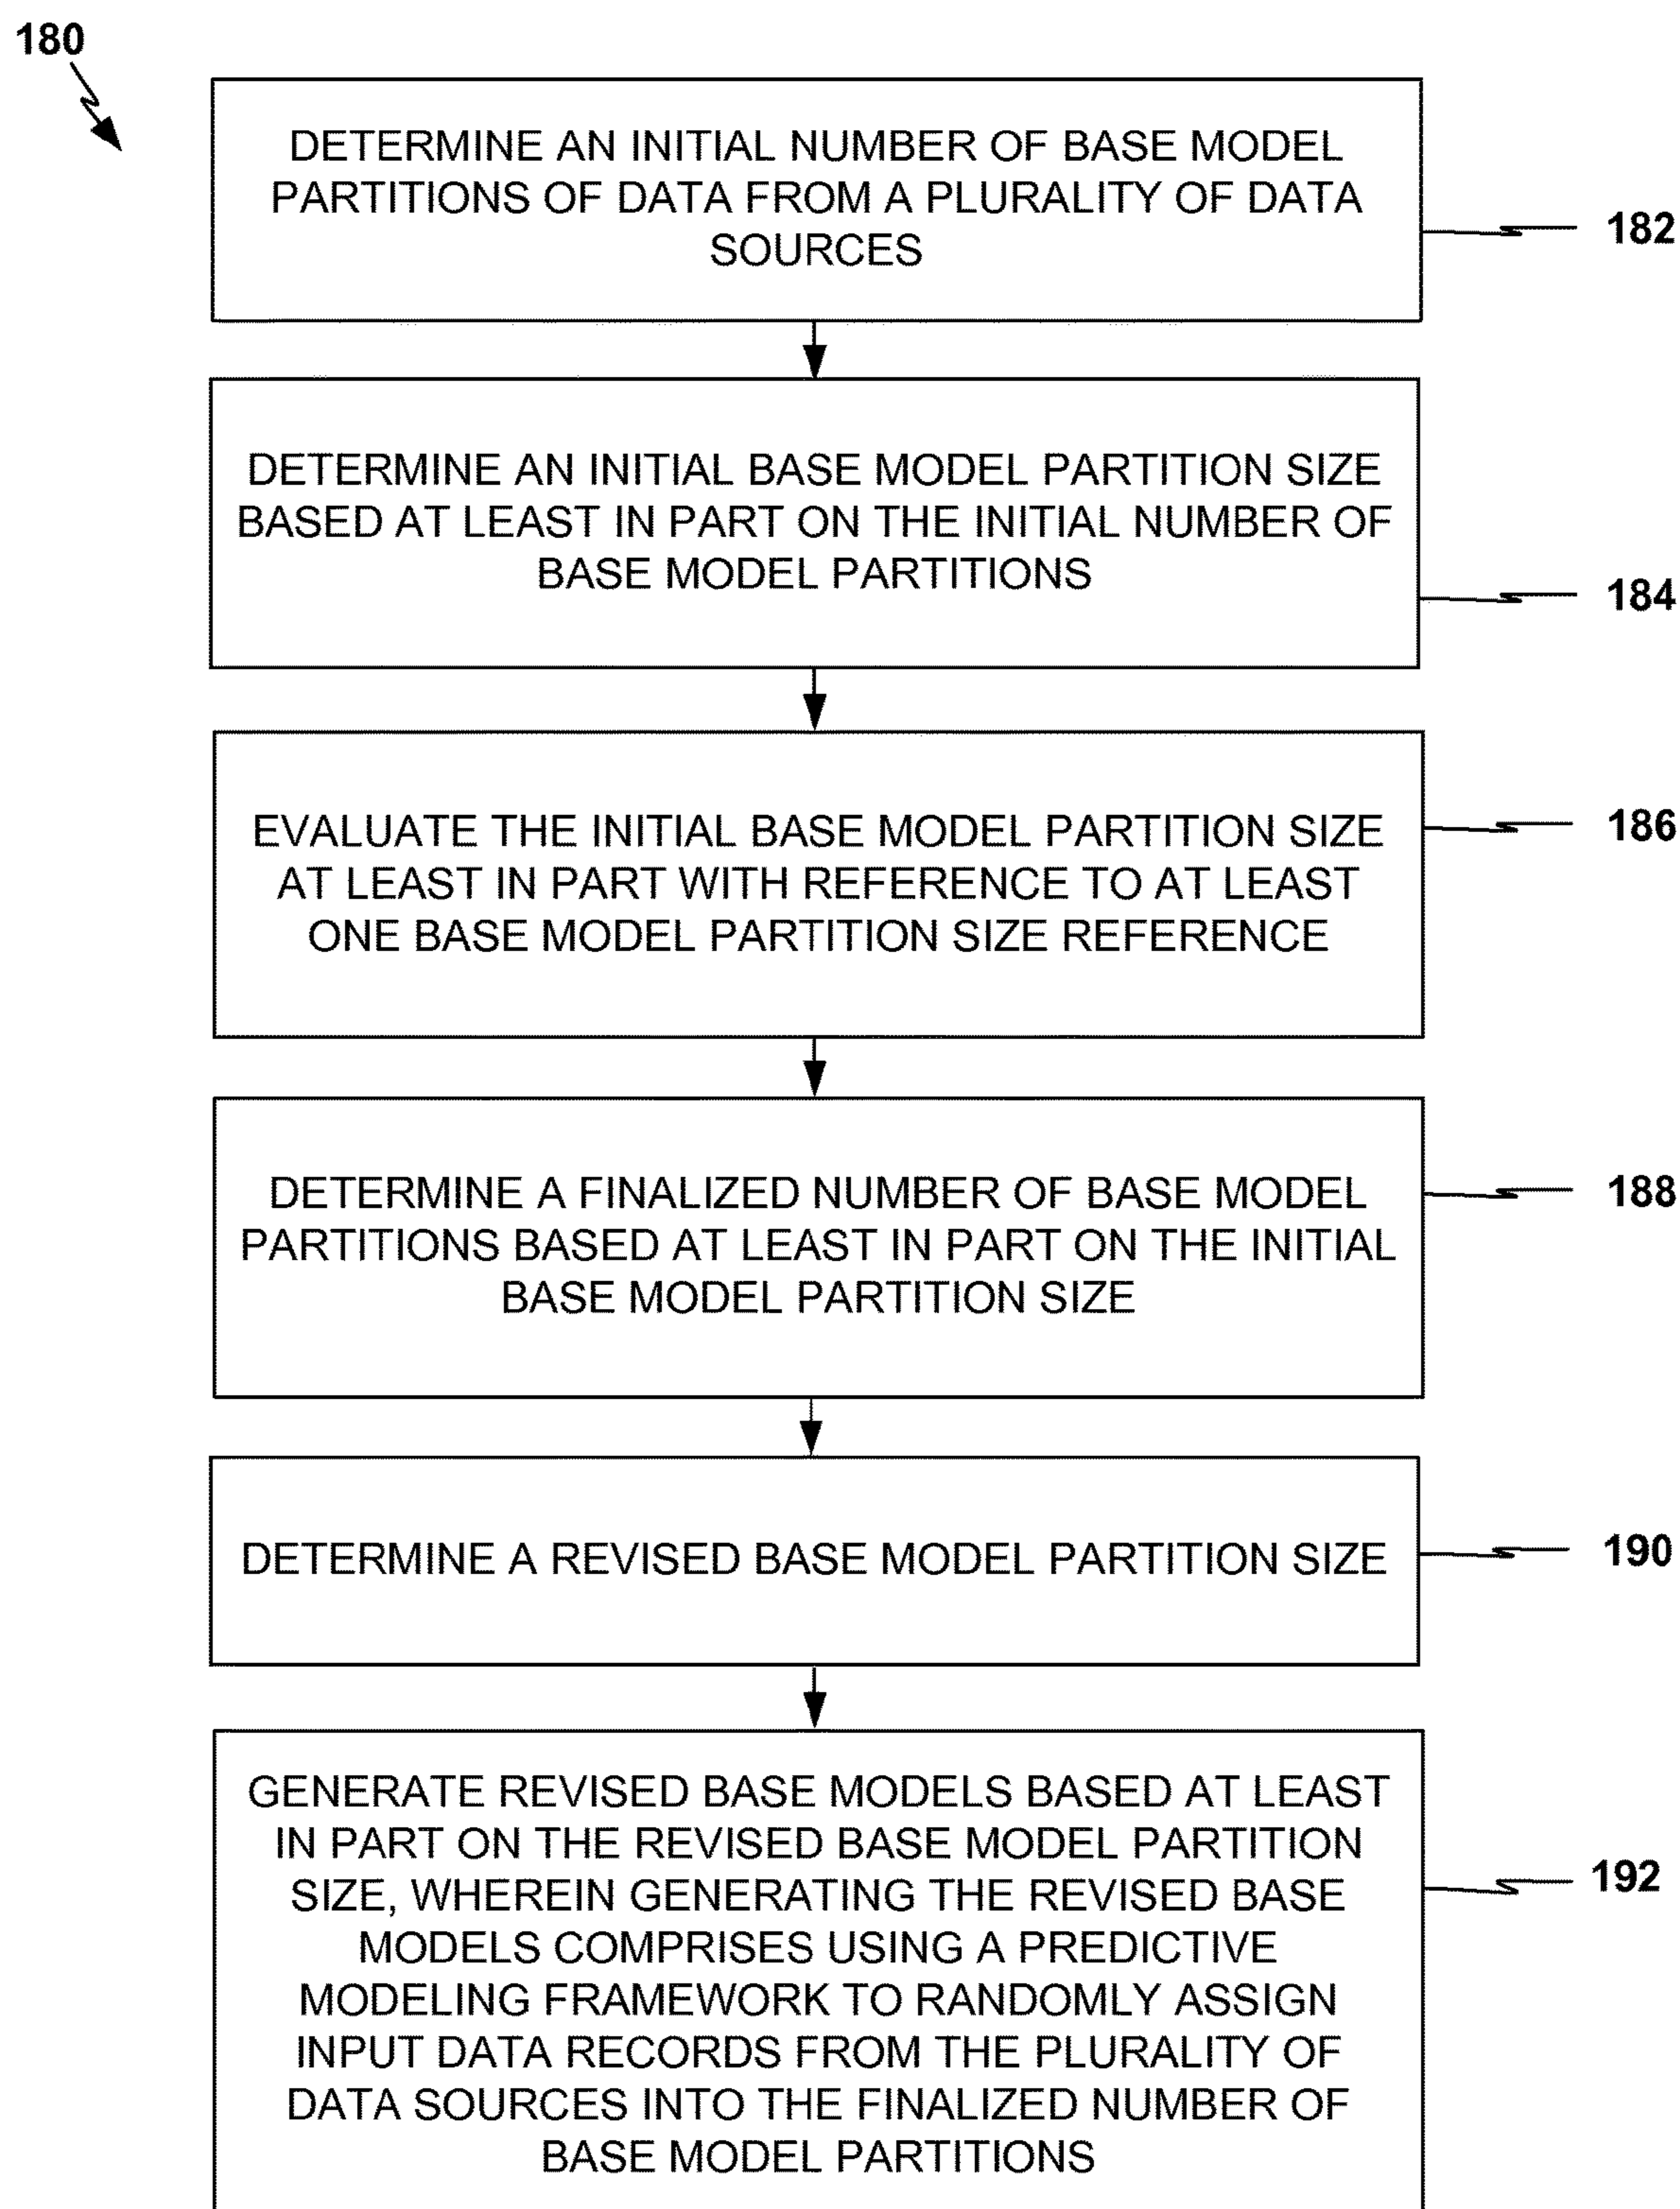 180
DETERMINE AN INITIAL NUMBER OF BASE MODEL
PARTITIONS OF DATA FROM A PLURALITY OF DATA
SOURCES
182
DETERMINE AN INITIAL BASE MODEL PARTITION SIZE
BASED AT LEAST IN PART ON THE INITIAL NUMBER OF
BASE MODEL PARTITIONS
184
EVALUATE THE INITIAL BASE MODEL PARTITION SIZE
AT LEAST IN PART WITH REFERENCE TO AT LEAST
ONE BASE MODEL PARTITION SIZE REFERENCE
186
DETERMINE A FINALIZED NUMBER OF BASE MODEL
PARTITIONS BASED AT LEAST IN PART ON THE INITIAL
BASE MODEL PARTITION SIZE
188
DETERMINE A REVISED BASE MODEL PARTITION SIZE
190
GENERATE REVISED BASE MODELS BASED AT LEAST
IN PART ON THE REVISED BASE MODEL PARTITION
SIZE, WHEREIN GENERATING THE REVISED BASE
MODELS COMPRISES USING A PREDICTIVE
MODELING FRAMEWORK TO RANDOMLY ASSIGN
INPUT DATA RECORDS FROM THE PLURALITY OF
DATA SOURCES INTO THE FINALIZED NUMBER OF
BASE MODEL PARTITIONS
192